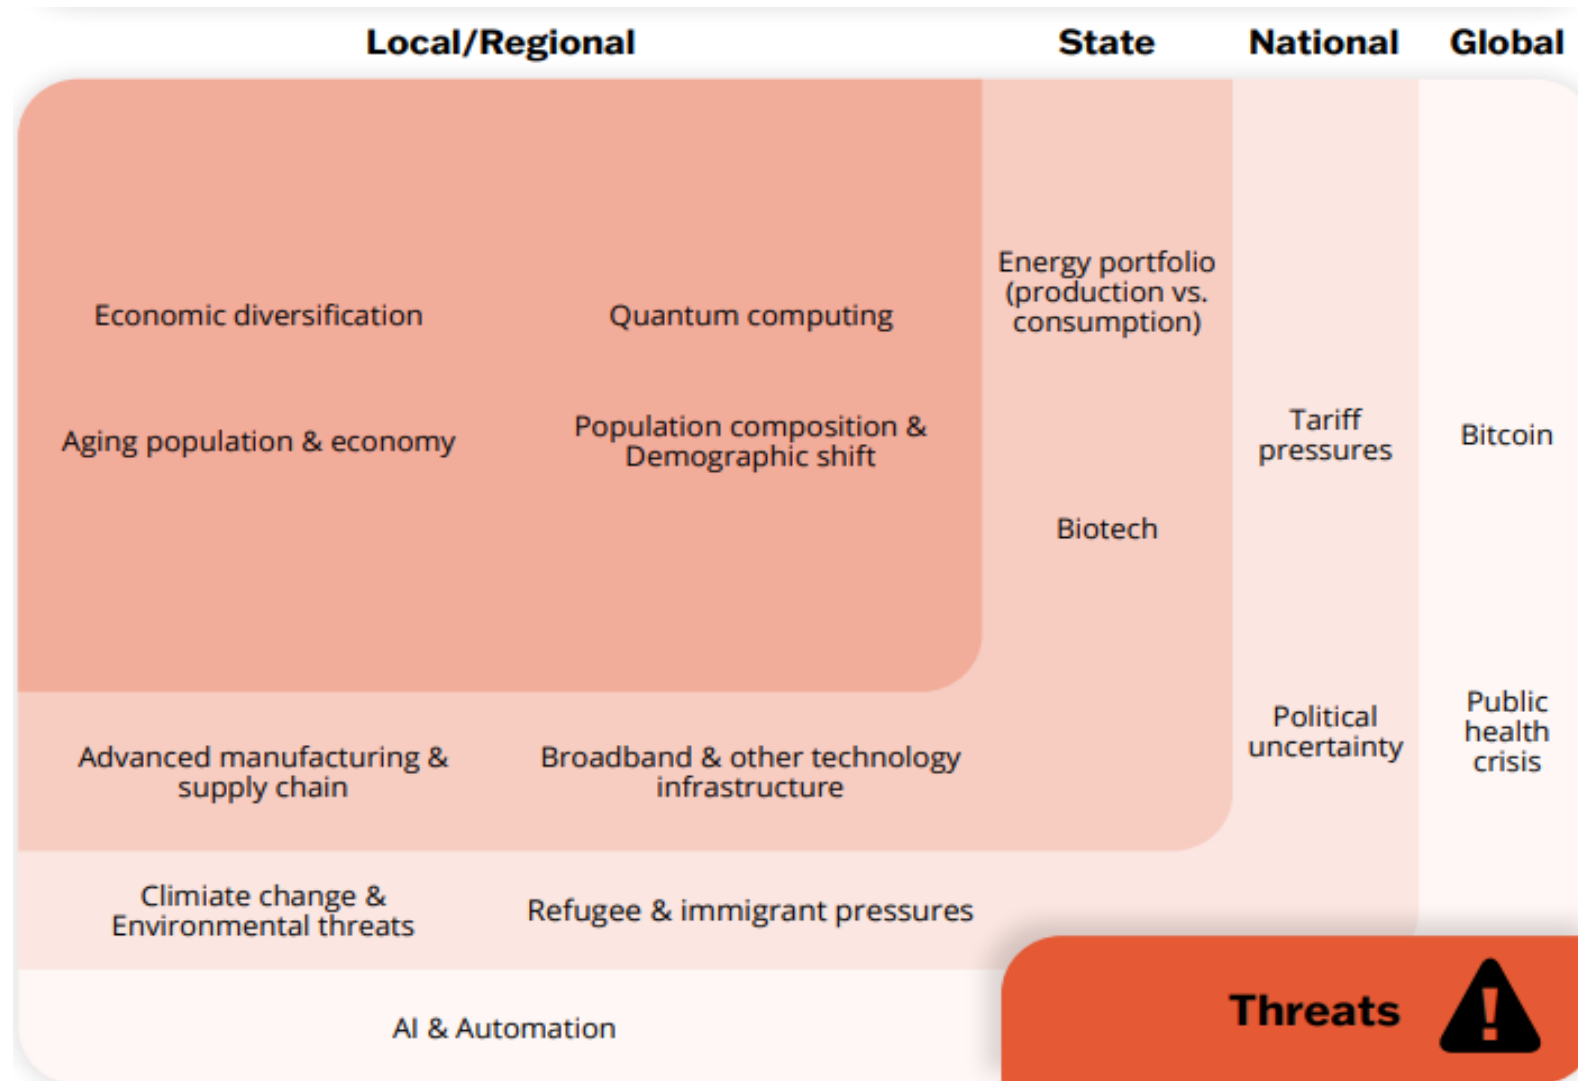 Local/Regional
State
National
Global
Economic diversification
Quantum computing
Energy portfolio
(production vs.
consumption)
Aging population & economy
Population composition &
Demographic shift
Tariff
pressures
Bitcoin
Biotech
Advanced manufacturing &
supply chain
Broadband & other technology
infrastructure
Political
uncertainty
Public
health
crisis
Climiate change &
Environmental threats
Refugee & immigrant pressures
AI & Automation
Threats